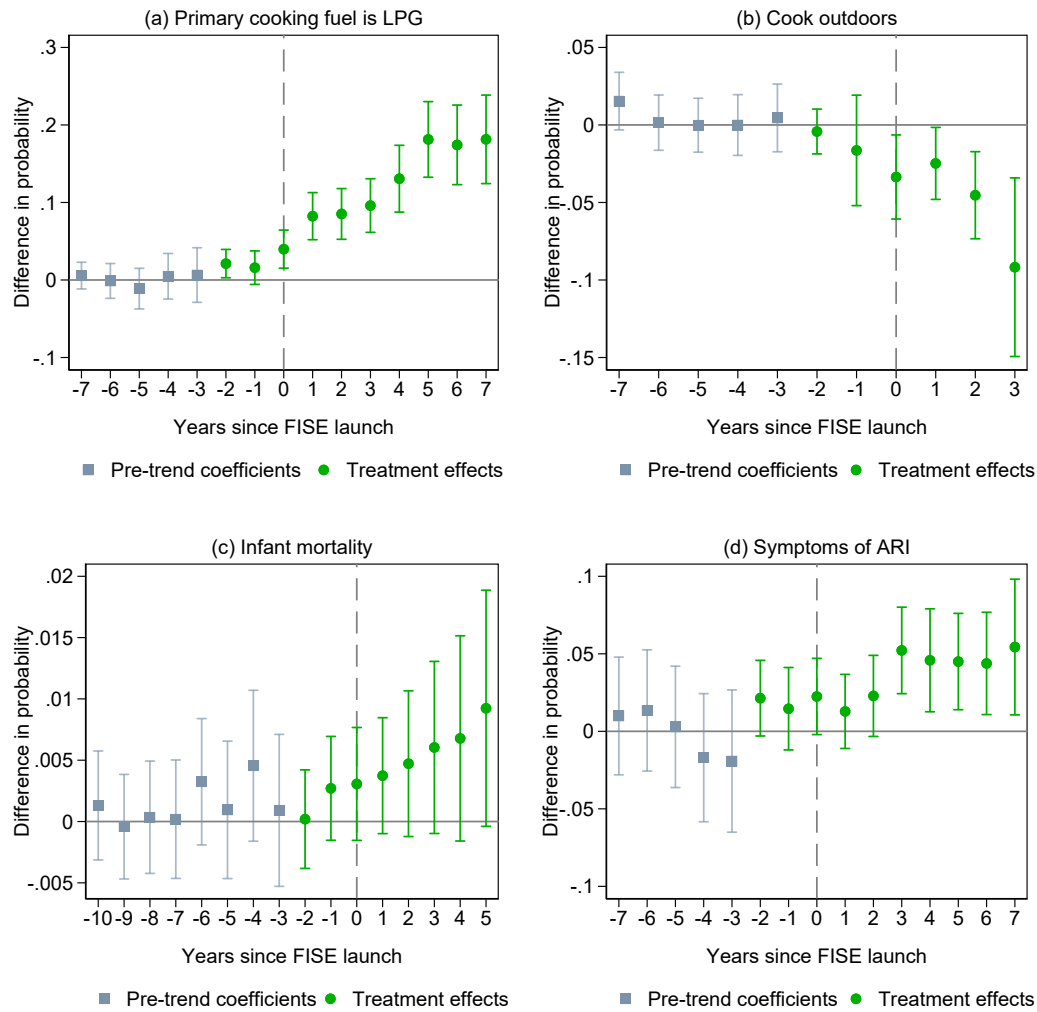 (a) Primary cooking fuel is LPG
Difference in probability
.3
.2
.1
0
-.1
-7 -6 -5 -4 -3 -2 -1 0 1 2 3 4 5 6 7
Years since FISE launch
Pre-trend coefficients Treatment effects
(b) Cook outdoors
Difference in probability
.05
0
-.05
-.1
-.15
-7 -6 -5 -4 -3 -2 -1 0 1 2 3
Years since FISE launch
Pre-trend coefficients Treatment effects
(c) Infant mortality
Difference in probability
.02
.015
.01
.005
0
-.005
-10 -9 -8 -7 -6 -5 -4 -3 -2 -1 0 1 2 3 4 5
Years since FISE launch
Pre-trend coefficients Treatment effects
(d) Symptoms of ARI
Difference in probability
.1
.05
0
-.05
-.1
-7 -6 -5 -4 -3 -2 -1 0 1 2 3 4 5 6 7
Years since FISE launch
Pre-trend coefficients Treatment effects